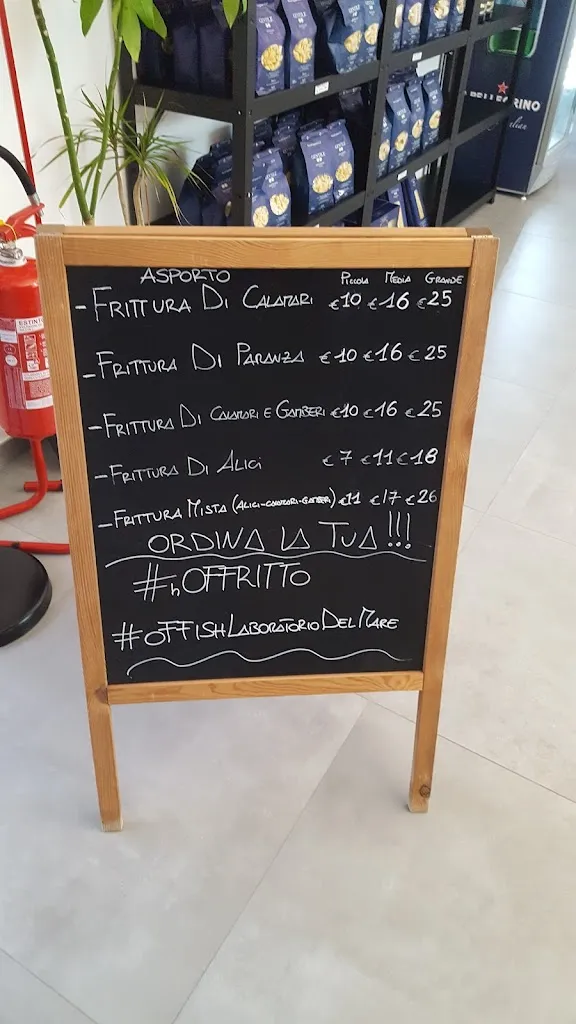 ASPORTO PICCOLA MEDIA GRANDE
- FRITTURA DI CALAMARI €10 €16 €25
- FRITTURA DI PARANZA €10 €16 €25
- FRITTURA DI CALAMARI E GAMBERI €10 €16 €25
- FRITTURA DI ALICI €7 €11 €18
- FRITTURA MISTA (ALICI-CALAMARI-GAMBERI) €11 €17 €26
ORDINA LA TUA!!!
#hOFFRITTO
#OFFISHLABORATORIODELMARE